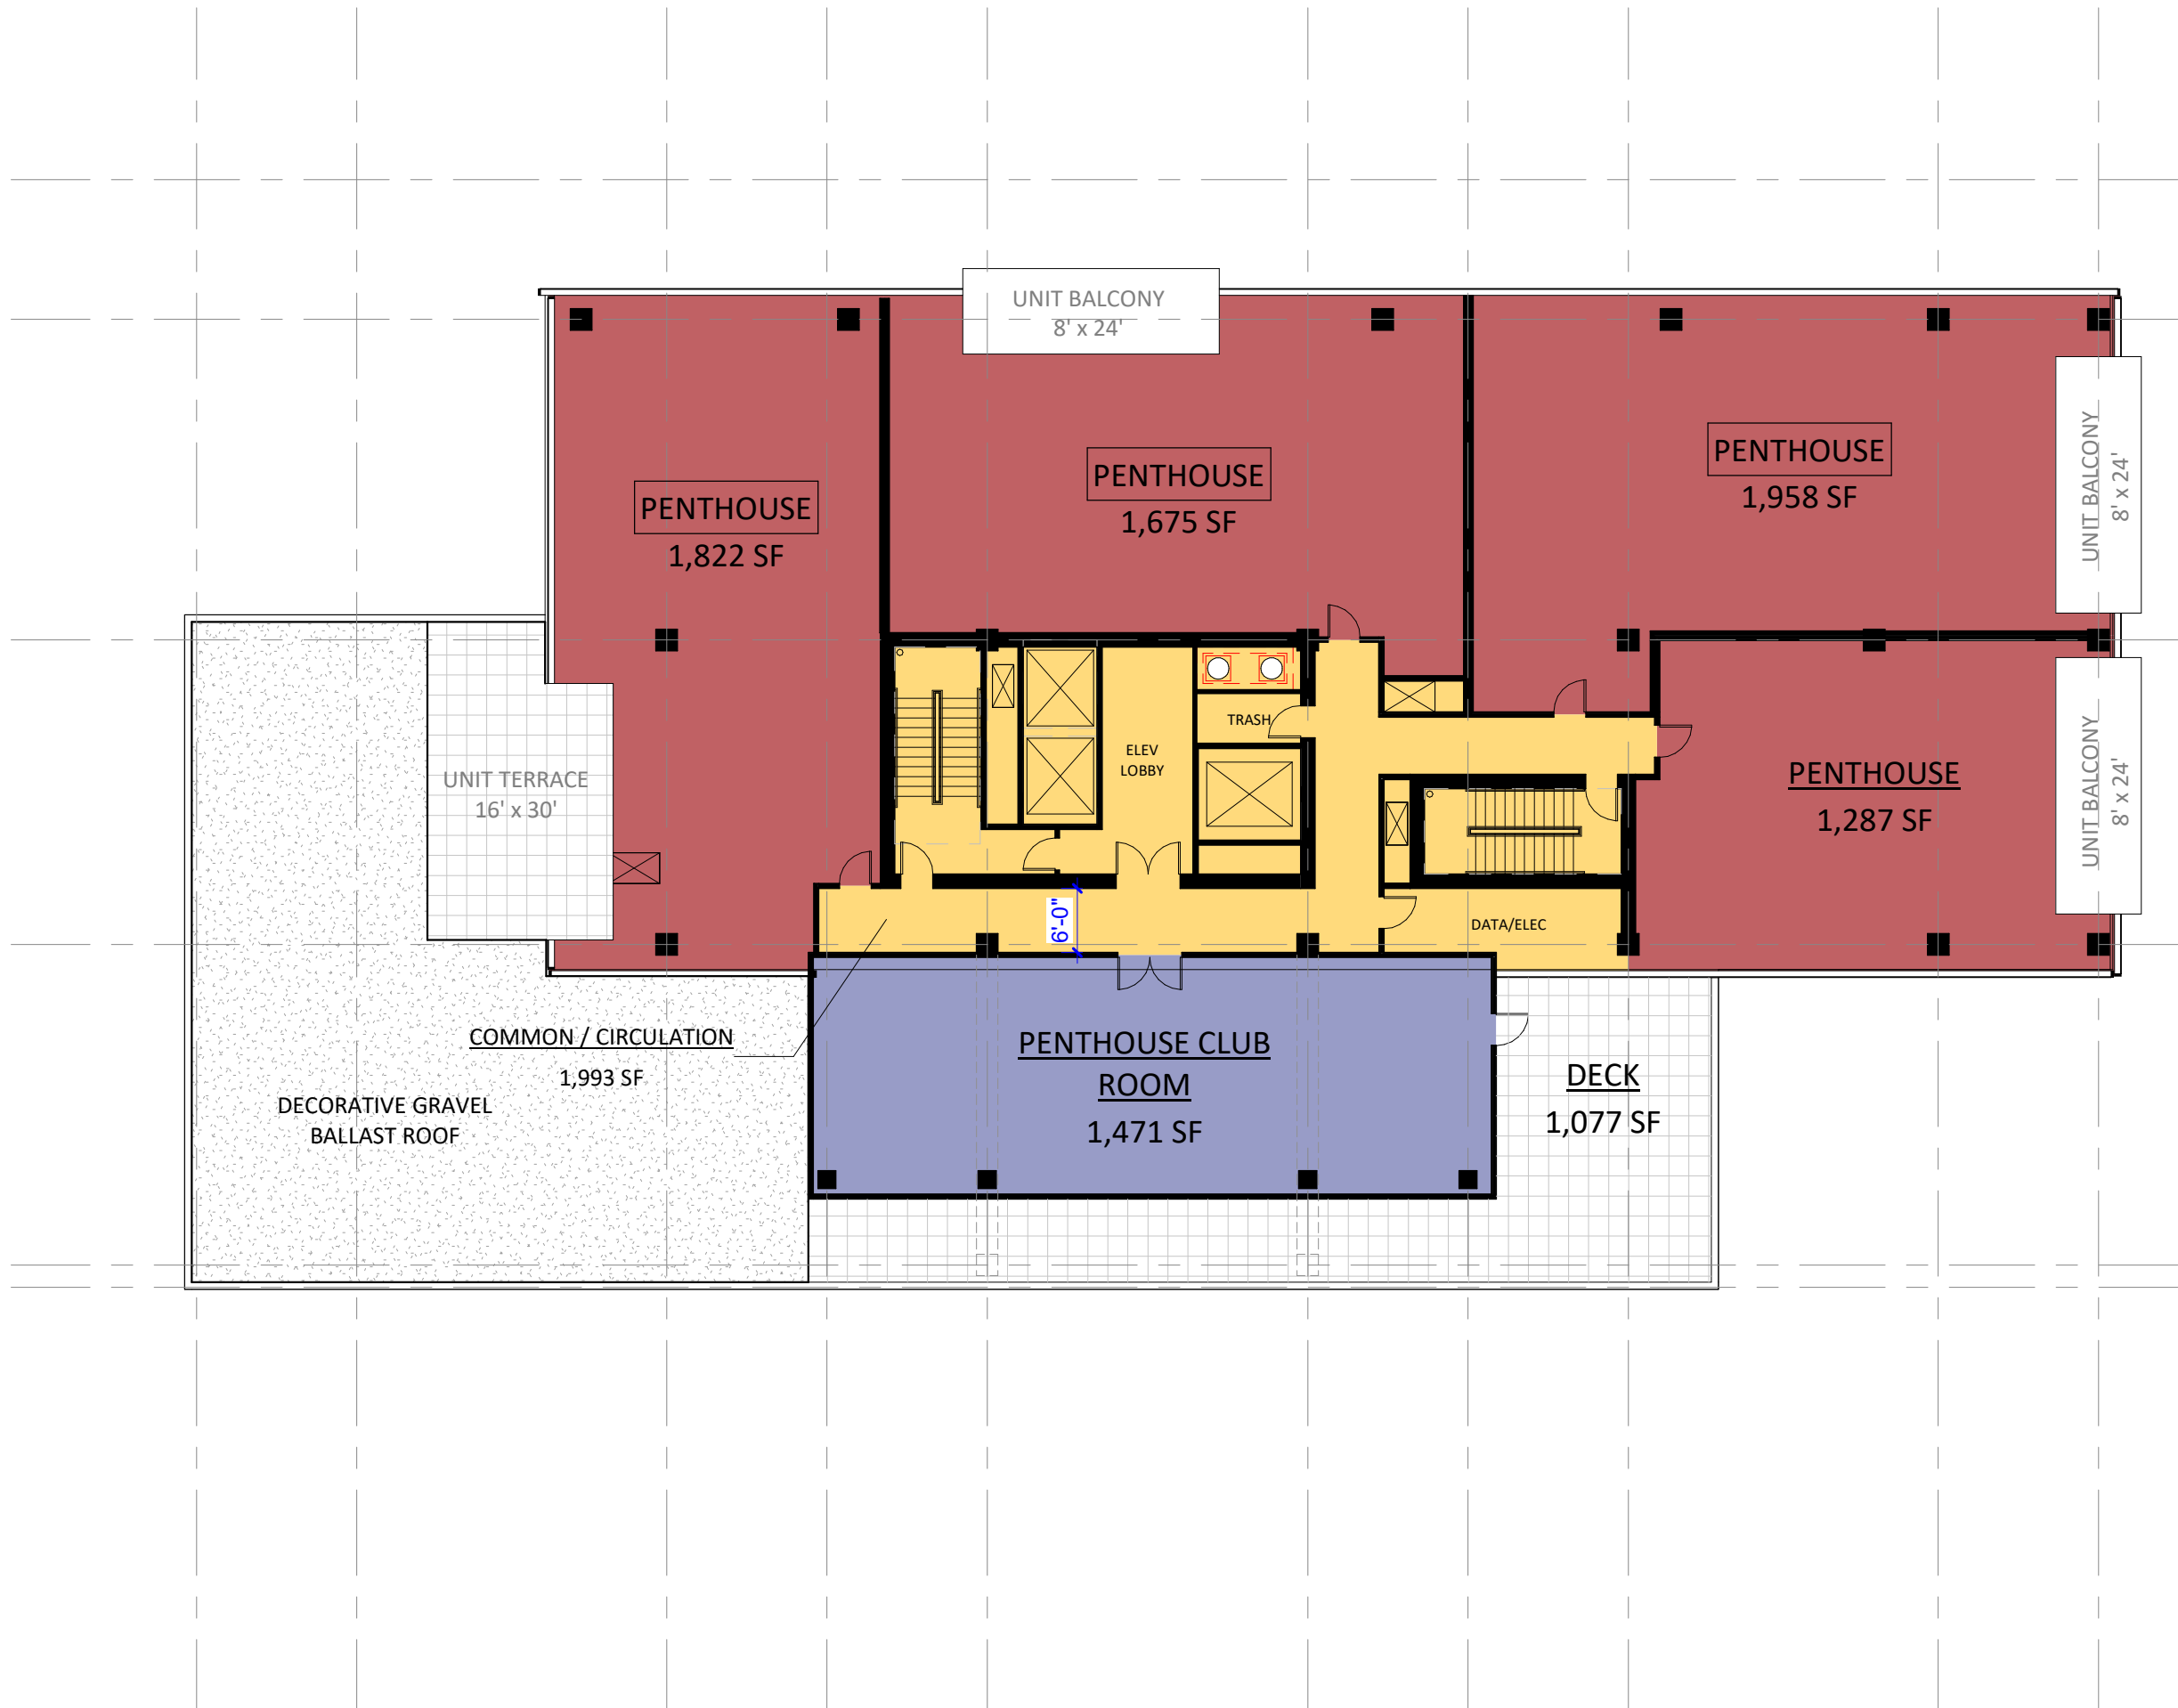 UNIT BALCONY
8' x 24'
PENTHOUSE
1,822 SF
PENTHOUSE
1,675 SF
PENTHOUSE
1,958 SF
UNIT BALCONY
8' x 24'
UNIT TERRACE
16' x 30'
ELEV
LOBBY
TRASH
PENTHOUSE
1,287 SF
UNIT BALCONY
8' x 24'
6'-0"
DATA/ELEC
COMMON / CIRCULATION
1,993 SF
DECORATIVE GRAVEL
BALLAST ROOF
PENTHOUSE CLUB
ROOM
1,471 SF
DECK
1,077 SF